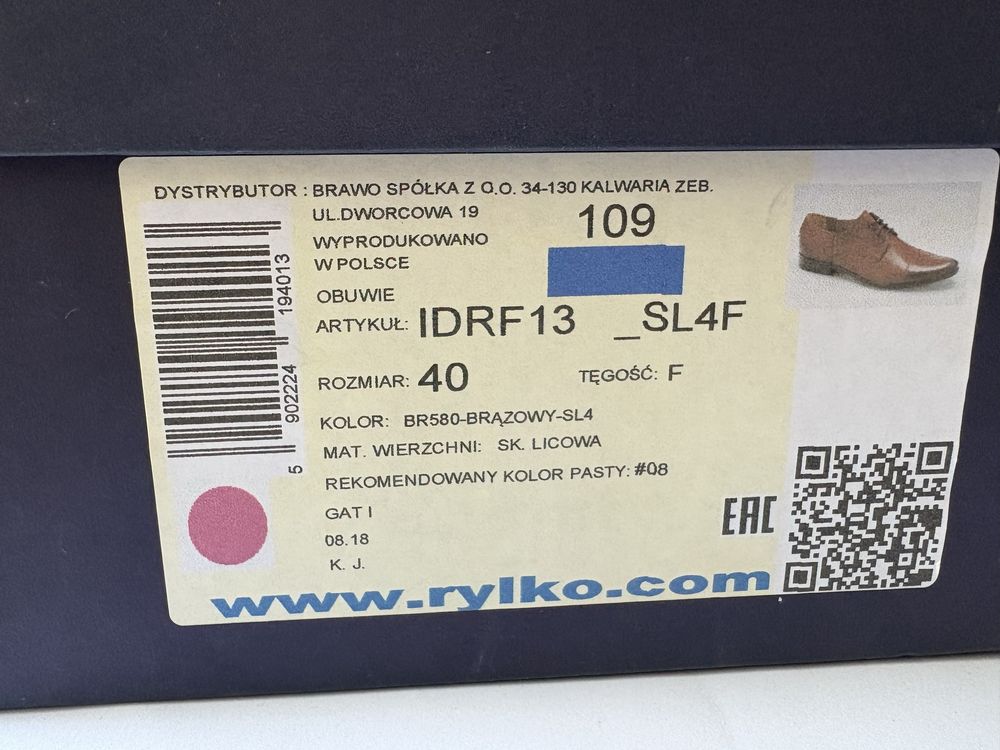 DYSTRYBUTOR : BRAWO SPÓŁKA Z O.O. 34-130 KALWARIA ZEB.
UL.DWORCOWA 19
109
WYPRODUKOWANO
W POLSCE
OBUWIE
ARTYKUŁ: IDRF13 _SL4F
ROZMIAR: 40 TĘGOŚĆ: F
KOLOR: BR580-BRĄZOWY-SL4
MAT. WIERZCHNI: SK. LICOWA
REKOMENDOWANY KOLOR PASTY: #08
GAT I
08.18
K. J.
EAC
www.rylko.com
5 902224 194013